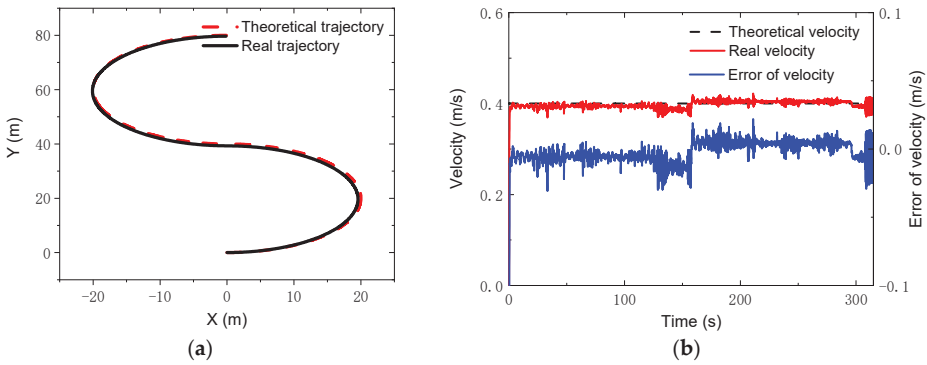 Theoretical trajectory
Real trajectory
80
60
40
20
0
Y (m)
-20
-10
0
10
20
X (m)
(a)
Theoretical velocity
Real velocity
Error of velocity
0.6
0.4
0.2
0.0
Velocity (m/s)
0.1
0.0
-0.1
Error of velocity (m/s)
0
100
200
300
Time (s)
(b)